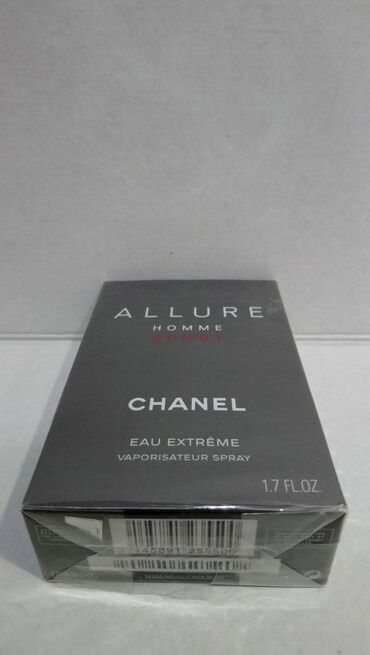 ALLURE
HOMME
SPORT
CHANEL
EAU EXTRÊME
VAPORISATEUR SPRAY
1.7 FL.OZ.